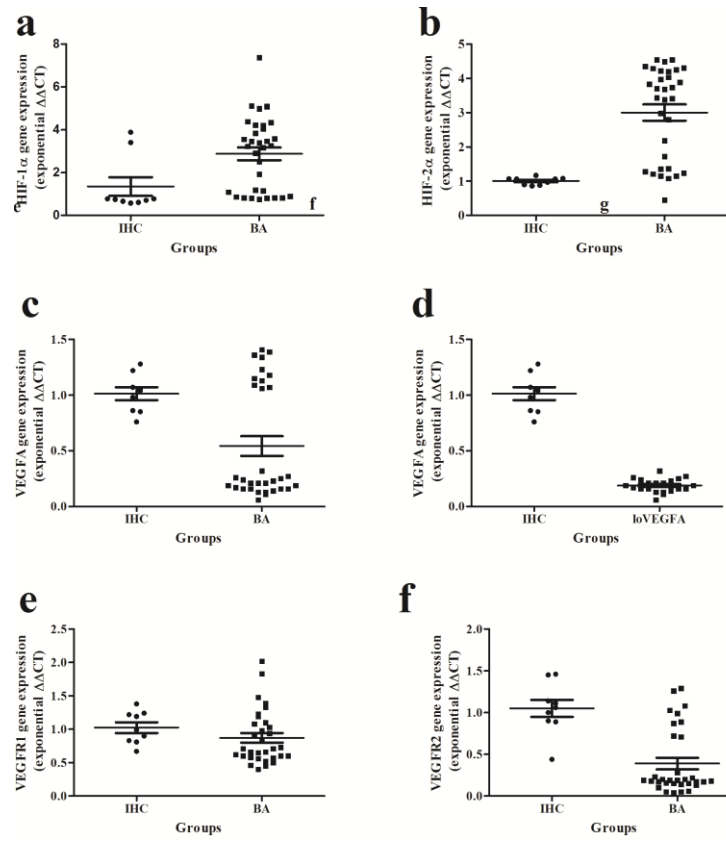 a
HIF-1α gene expression
(exponential ΔΔCT)
8
6
4
2
0
e
f
IHC
BA
Groups
b
HIF-2α gene expression
(exponential ΔΔCT)
5
4
3
2
1
0
g
IHC
BA
Groups
c
VEGFA gene expression
(exponential ΔΔCT)
1.5
1.0
0.5
0.0
IHC
BA
Groups
d
VEGFA gene expression
(exponential ΔΔCT)
1.5
1.0
0.5
0.0
IHC
loVEGFA
Groups
e
VEGFR1 gene expression
(exponential ΔΔCT)
2.5
2.0
1.5
1.0
0.5
0.0
IHC
BA
Groups
f
VEGFR2 gene expression
(exponential ΔΔCT)
2.0
1.5
1.0
0.5
0.0
IHC
BA
Groups